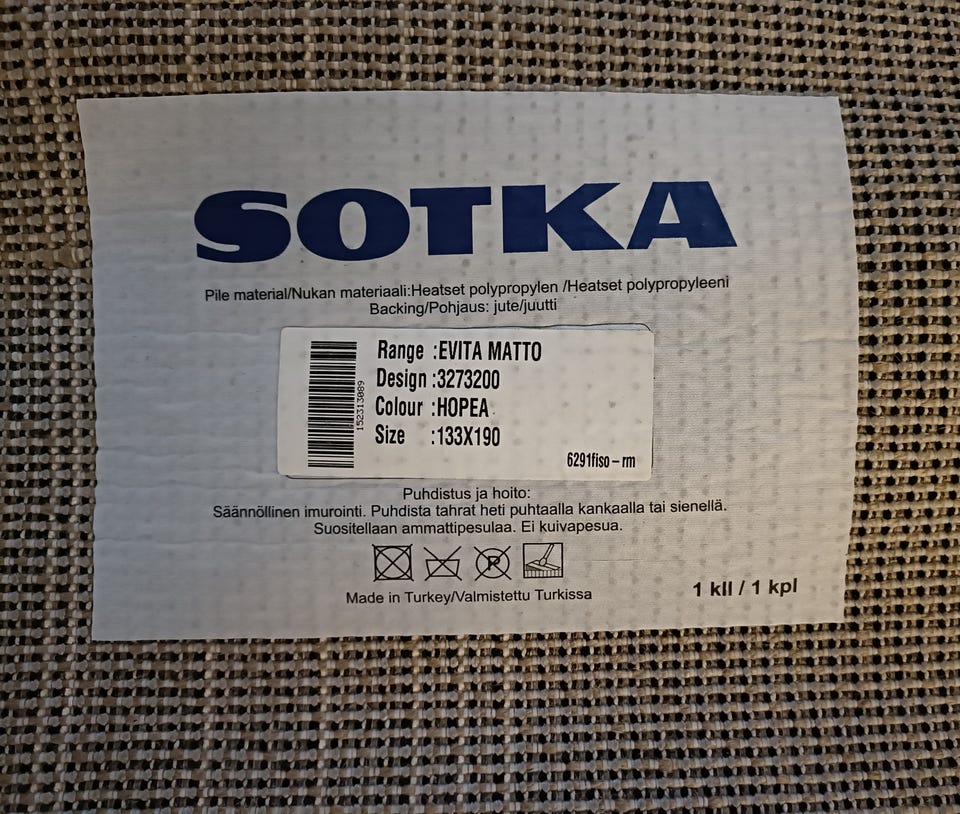 SOTKA
Pile material/Nukan materiaali:Heatset polypropylen /Heatset polypropyleeni
Backing/Pohjaus: jute/juutti
152313089
Range :EVITA MATTO
Design :3273200
Colour :HOPEA
Size :133X190
6291fiso-rm
Puhdistus ja hoito:
Säännöllinen imurointi. Puhdista tahrat heti puhtaalla kankaalla tai sienellä.
Suositellaan ammattipesulaa. Ei kuivapesua.
P
Made in Turkey/Valmistettu Turkissa
1 kll / 1 kpl